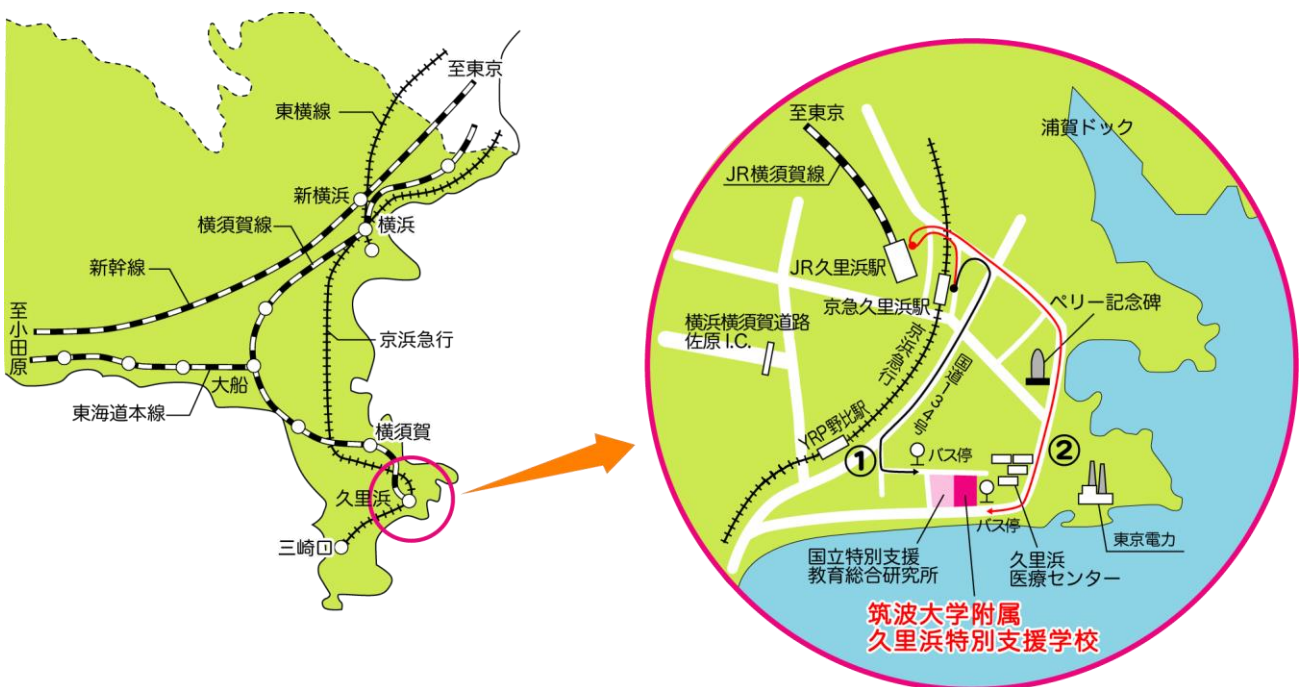 至東京
東横線
新横浜
横須賀線
横浜
新幹線
至小田原
京浜急行
大船
東海道本線
横須賀
久里浜
三崎口
至東京
浦賀ドック
JR横須賀線
JR久里浜駅
京急久里浜駅
ペリー記念碑
横浜横須賀道路
佐原I.C.
京浜急行
国道134号
YRP野比駅
①
バス停
②
バス停
東京電力
国立特別支援
教育総合研究所
久里浜
医療センター
筑波大学附属
久里浜特別支援学校